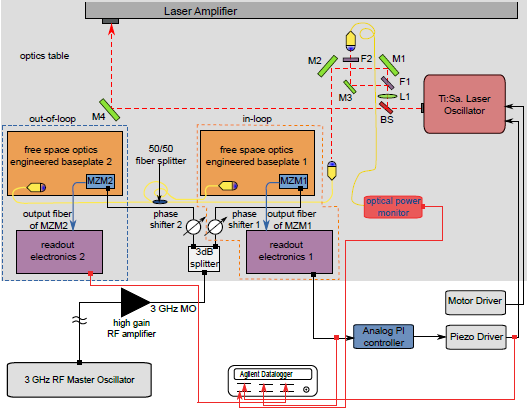 Laser Amplifier
optics table
M2
F2
M1
F1
M3
L1
BS
M4
Ti:Sa. Laser
Oscillator
out-of-loop
in-loop
50/50
fiber splitter
free space optics
engineered baseplate 2
MZM2
free space optics
engineered baseplate 1
MZM1
optical power
monitor
output fiber
of MZM2
phase
shifter 2
phase
shifter 1
output fiber
of MZM1
readout
electronics 2
3dB
splitter
readout
electronics 1
3 GHz MO
high gain
RF amplifier
Motor Driver
Analog PI
controller
Piezo Driver
3 GHz RF Master Oscillator
Agilent Datalogger